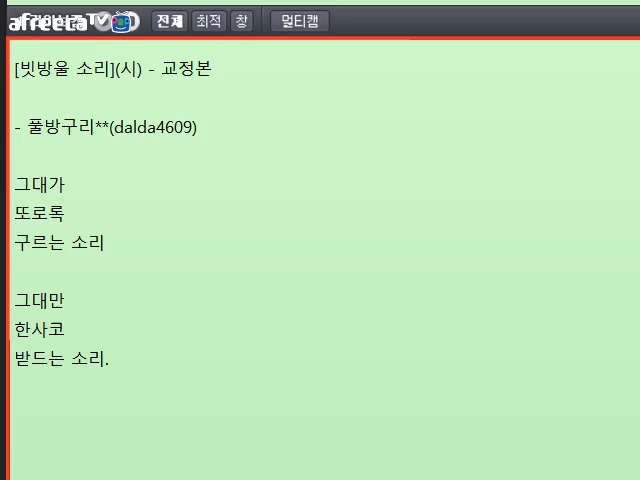 afreecaTV
전체 최적 창 멀티캠
[빗방울 소리](시) - 교정본
- 풀방구리**(dalda4609)
그대가
또로록
구르는 소리
그대만
한사코
받드는 소리.